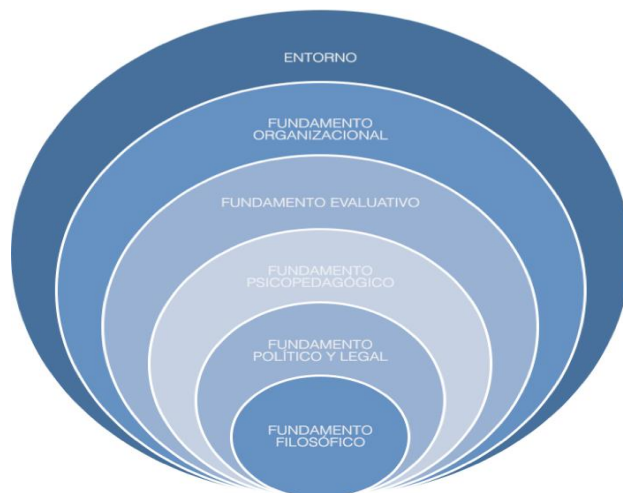 ENTORNO
FUNDAMENTO
ORGANIZACIONAL
FUNDAMENTO EVALUATIVO
FUNDAMENTO
PSICOPEDAGÓGICO
FUNDAMENTO
POLÍTICO Y LEGAL
FUNDAMENTO
FILOSÓFICO